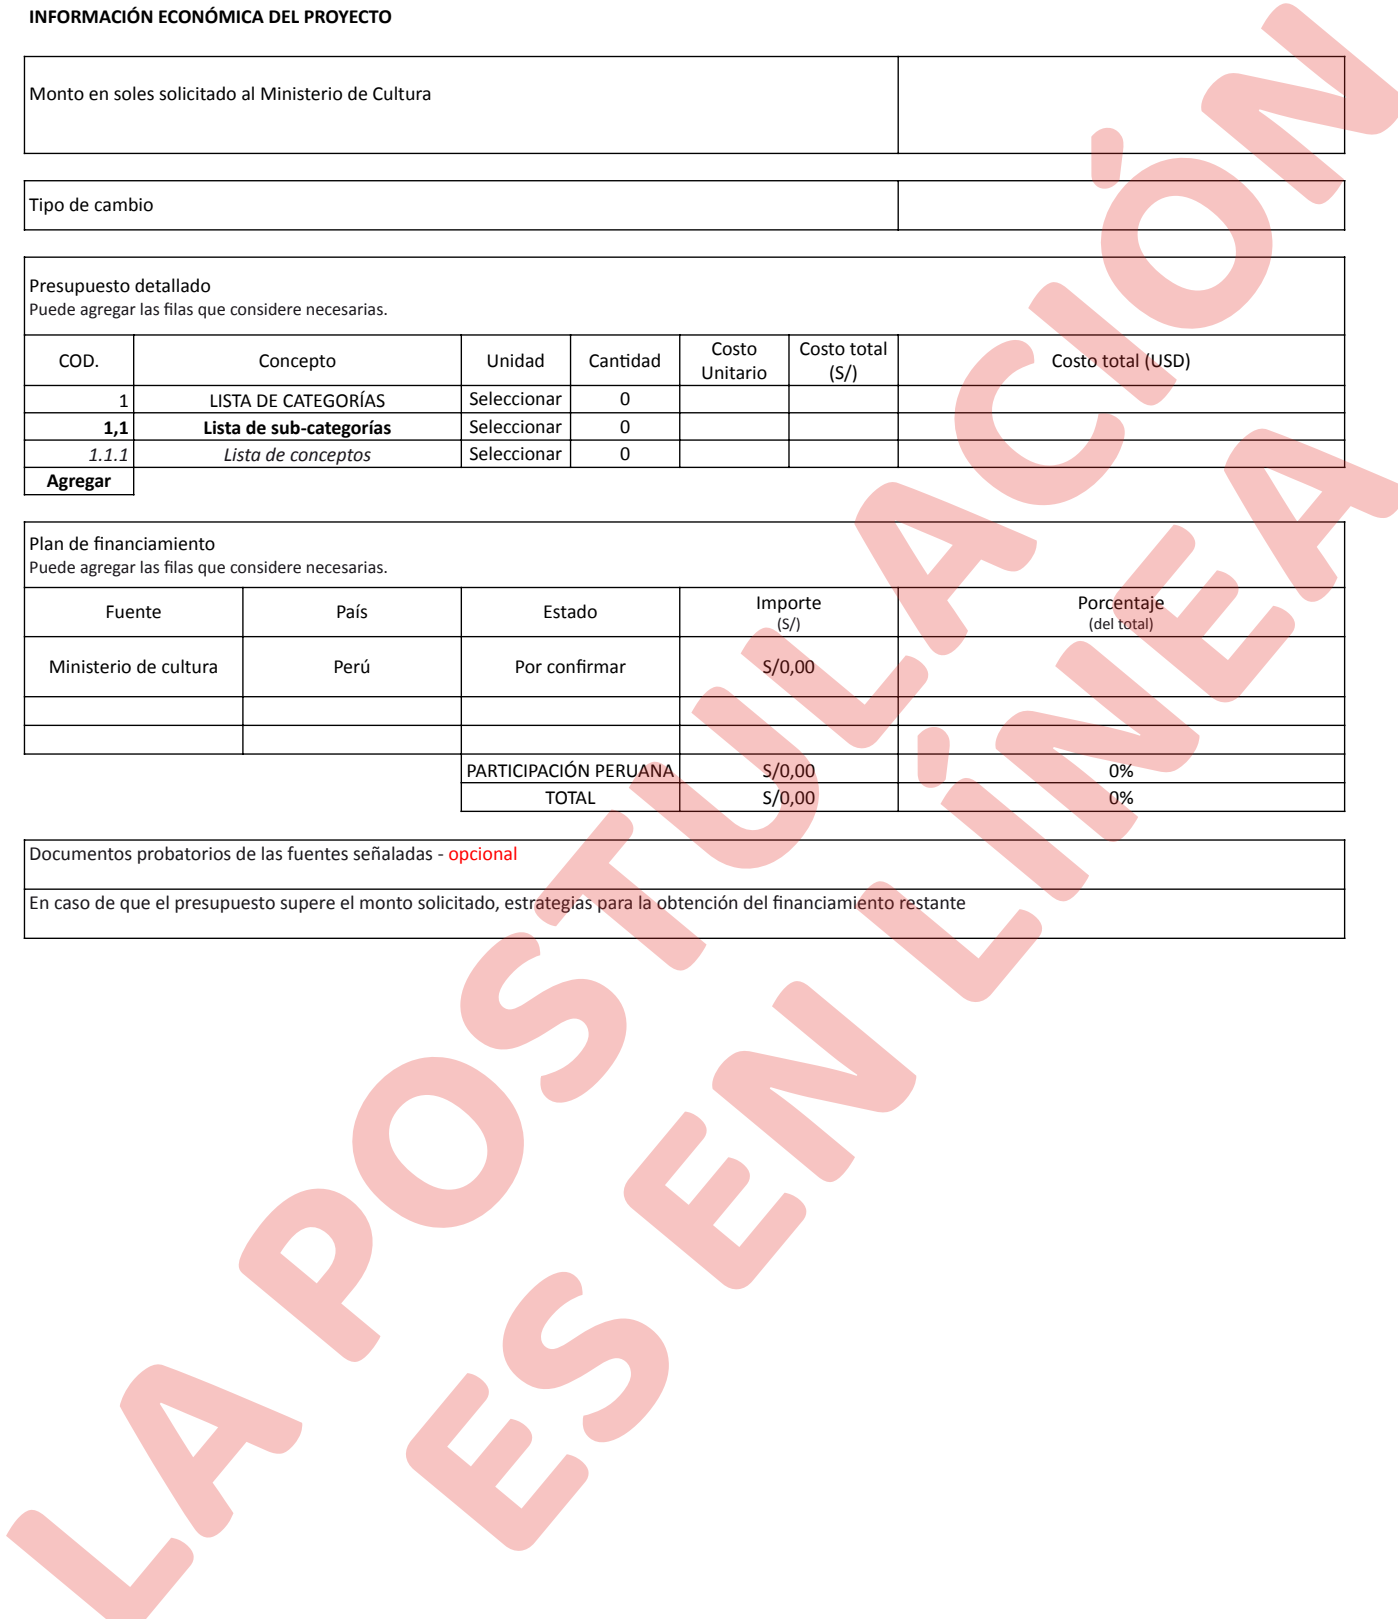 INFORMACIÓN ECONÓMICA DEL PROYECTO
Monto en soles solicitado al Ministerio de Cultura
Tipo de cambio
Presupuesto detallado
Puede agregar las filas que considere necesarias.
COD. Concepto Unidad Cantidad Costo Unitario Costo total (S/) Costo total (USD)
1 LISTA DE CATEGORÍAS Seleccionar 0
1,1 Lista de sub-categorías Seleccionar 0
1.1.1 Lista de conceptos Seleccionar 0
Agregar
Plan de financiamiento
Puede agregar las filas que considere necesarias.
Fuente País Estado Importe (S/) Porcentaje (del total)
Ministerio de cultura Perú Por confirmar S/0,00
PARTICIPACIÓN PERUANA S/0,00 0%
TOTAL S/0,00 0%
Documentos probatorios de las fuentes señaladas - opcional
En caso de que el presupuesto supere el monto solicitado, estrategias para la obtención del financiamiento restante
LA POSTULACIÓN
ES EN LÍNEA